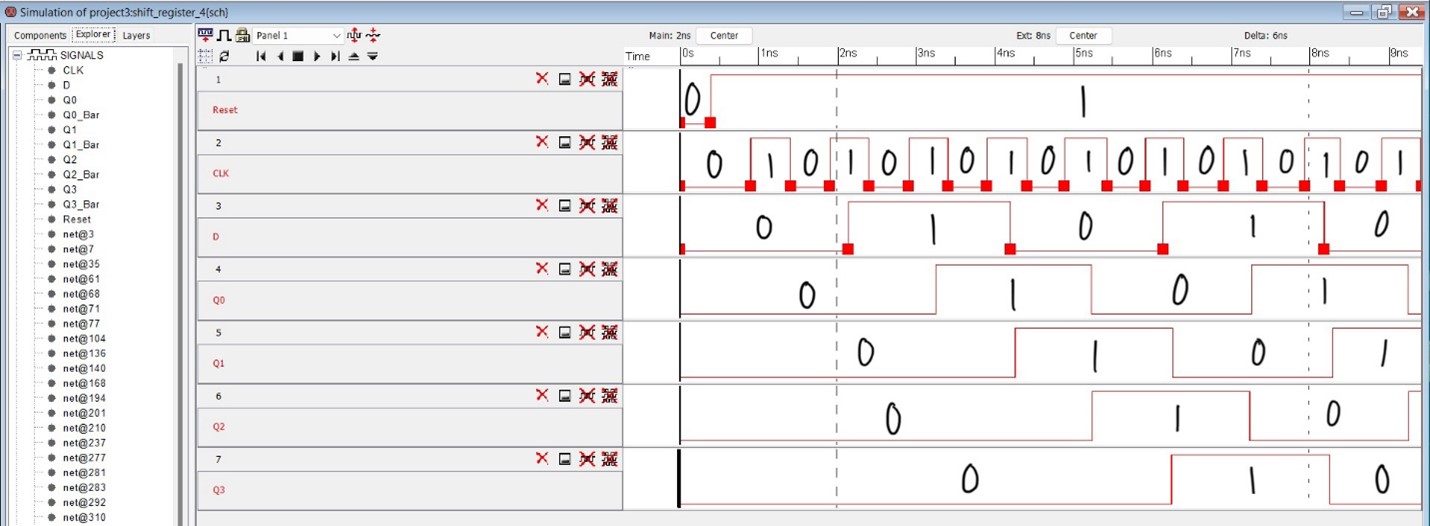 Simulation of project3:shift_register_4{sch}
Components Explorer Layers
Panel 1
Main: 2ns Center Ext: 8ns Center Delta: 6ns
Time 0s 1ns 2ns 3ns 4ns 5ns 6ns 7ns 8ns 9ns
SIGNALS
CLK
D
Q0
Q0_Bar
Q1
Q1_Bar
Q2
Q2_Bar
Q3
Q3_Bar
Reset
net@3
net@7
net@35
net@61
net@68
net@71
net@77
net@104
net@136
net@140
net@168
net@194
net@201
net@210
net@237
net@277
net@281
net@283
net@292
net@310
1
Reset 0 1
2
CLK 0 1 0 1 0 1 0 1 0 1 0 1 0 1 0 1 0 1
3
D 0 1 0 1 0
4
Q0 0 1 0 1
5
Q1 0 1 0 1
6
Q2 0 1 0
7
Q3 0 1 0